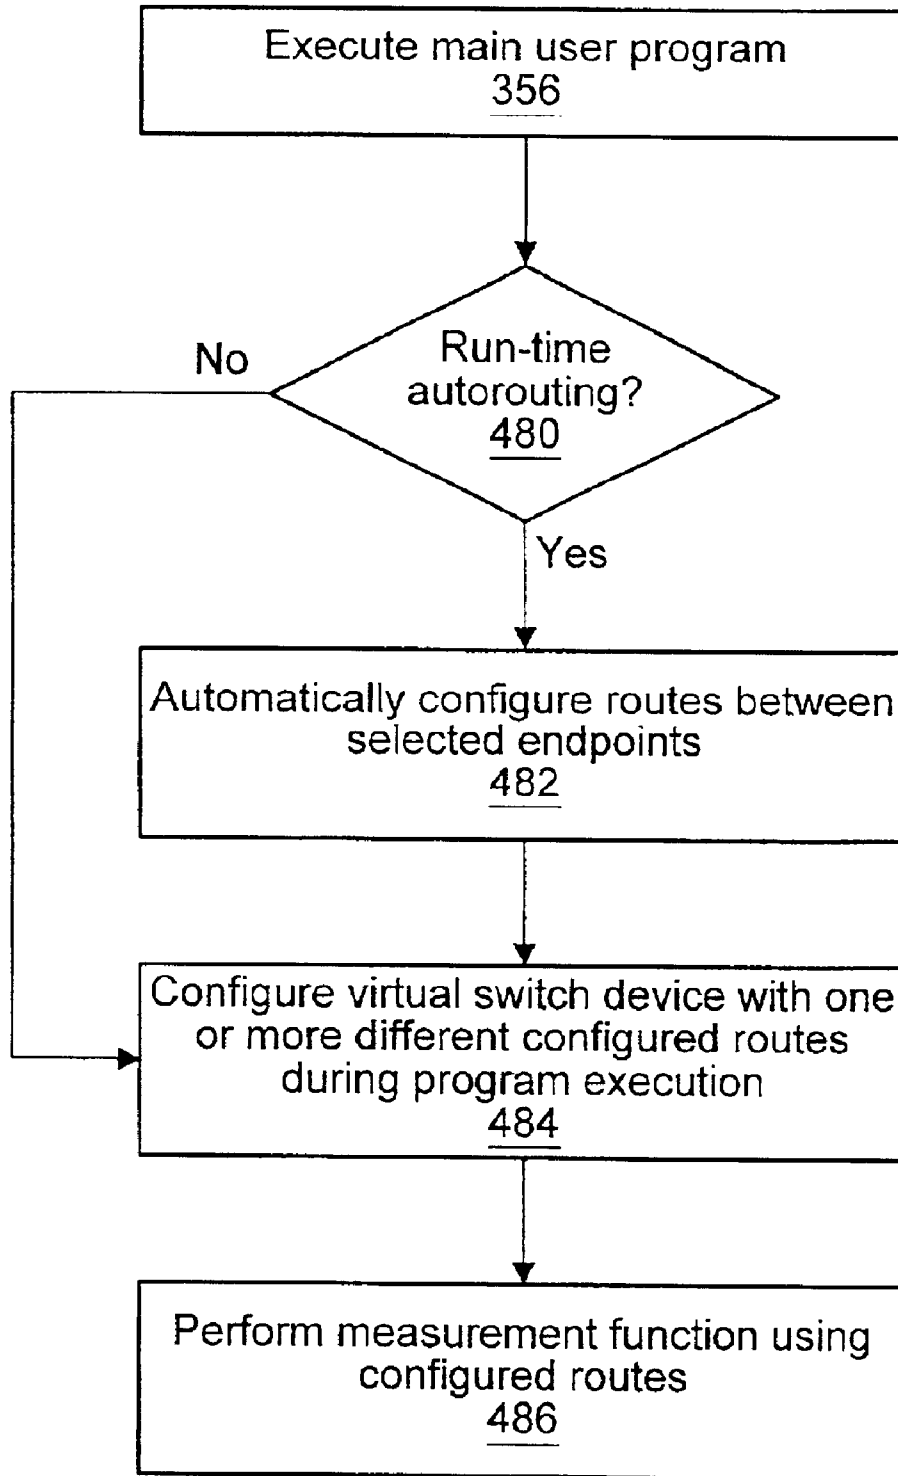 Execute main user program
356
No
Run-time
autorouting?
480
Yes
Automatically configure routes between
selected endpoints
482
Configure virtual switch device with one
or more different configured routes
during program execution
484
Perform measurement function using
configured routes
486